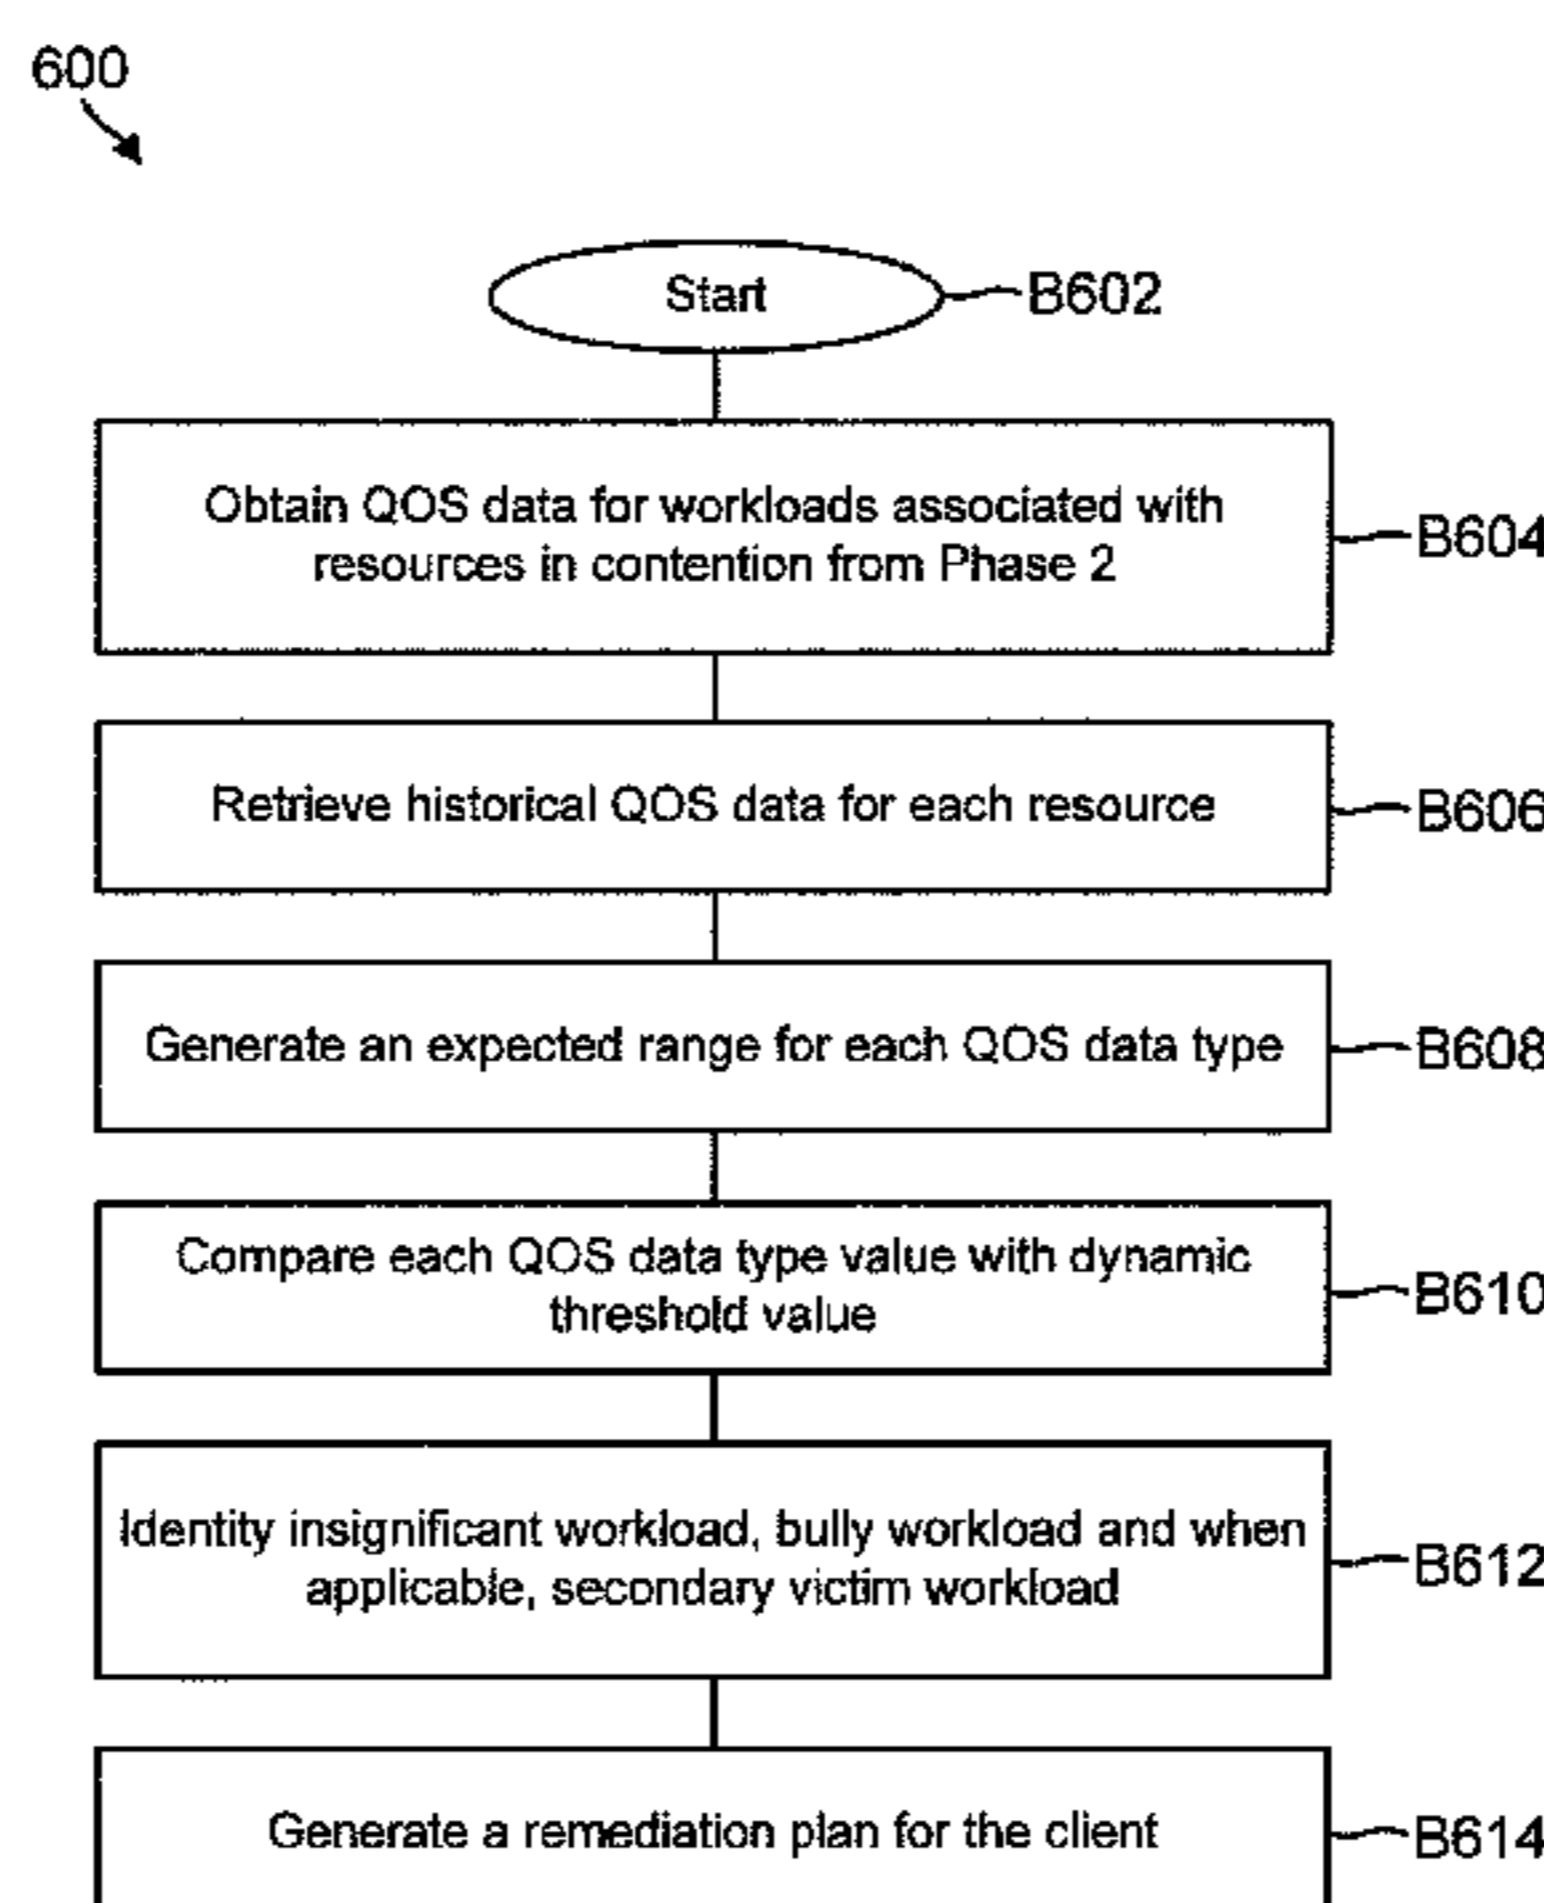 600
Start
B602
Obtain QOS data for workloads associated with
resources in contention from Phase 2
B604
Retrieve historical QOS data for each resource
B606
Generate an expected range for each QOS data type
B608
Compare each QOS data type value with dynamic
threshold value
B610
Identity insignificant workload, bully workload and when
applicable, secondary victim workload
B612
Generate a remediation plan for the client
B614